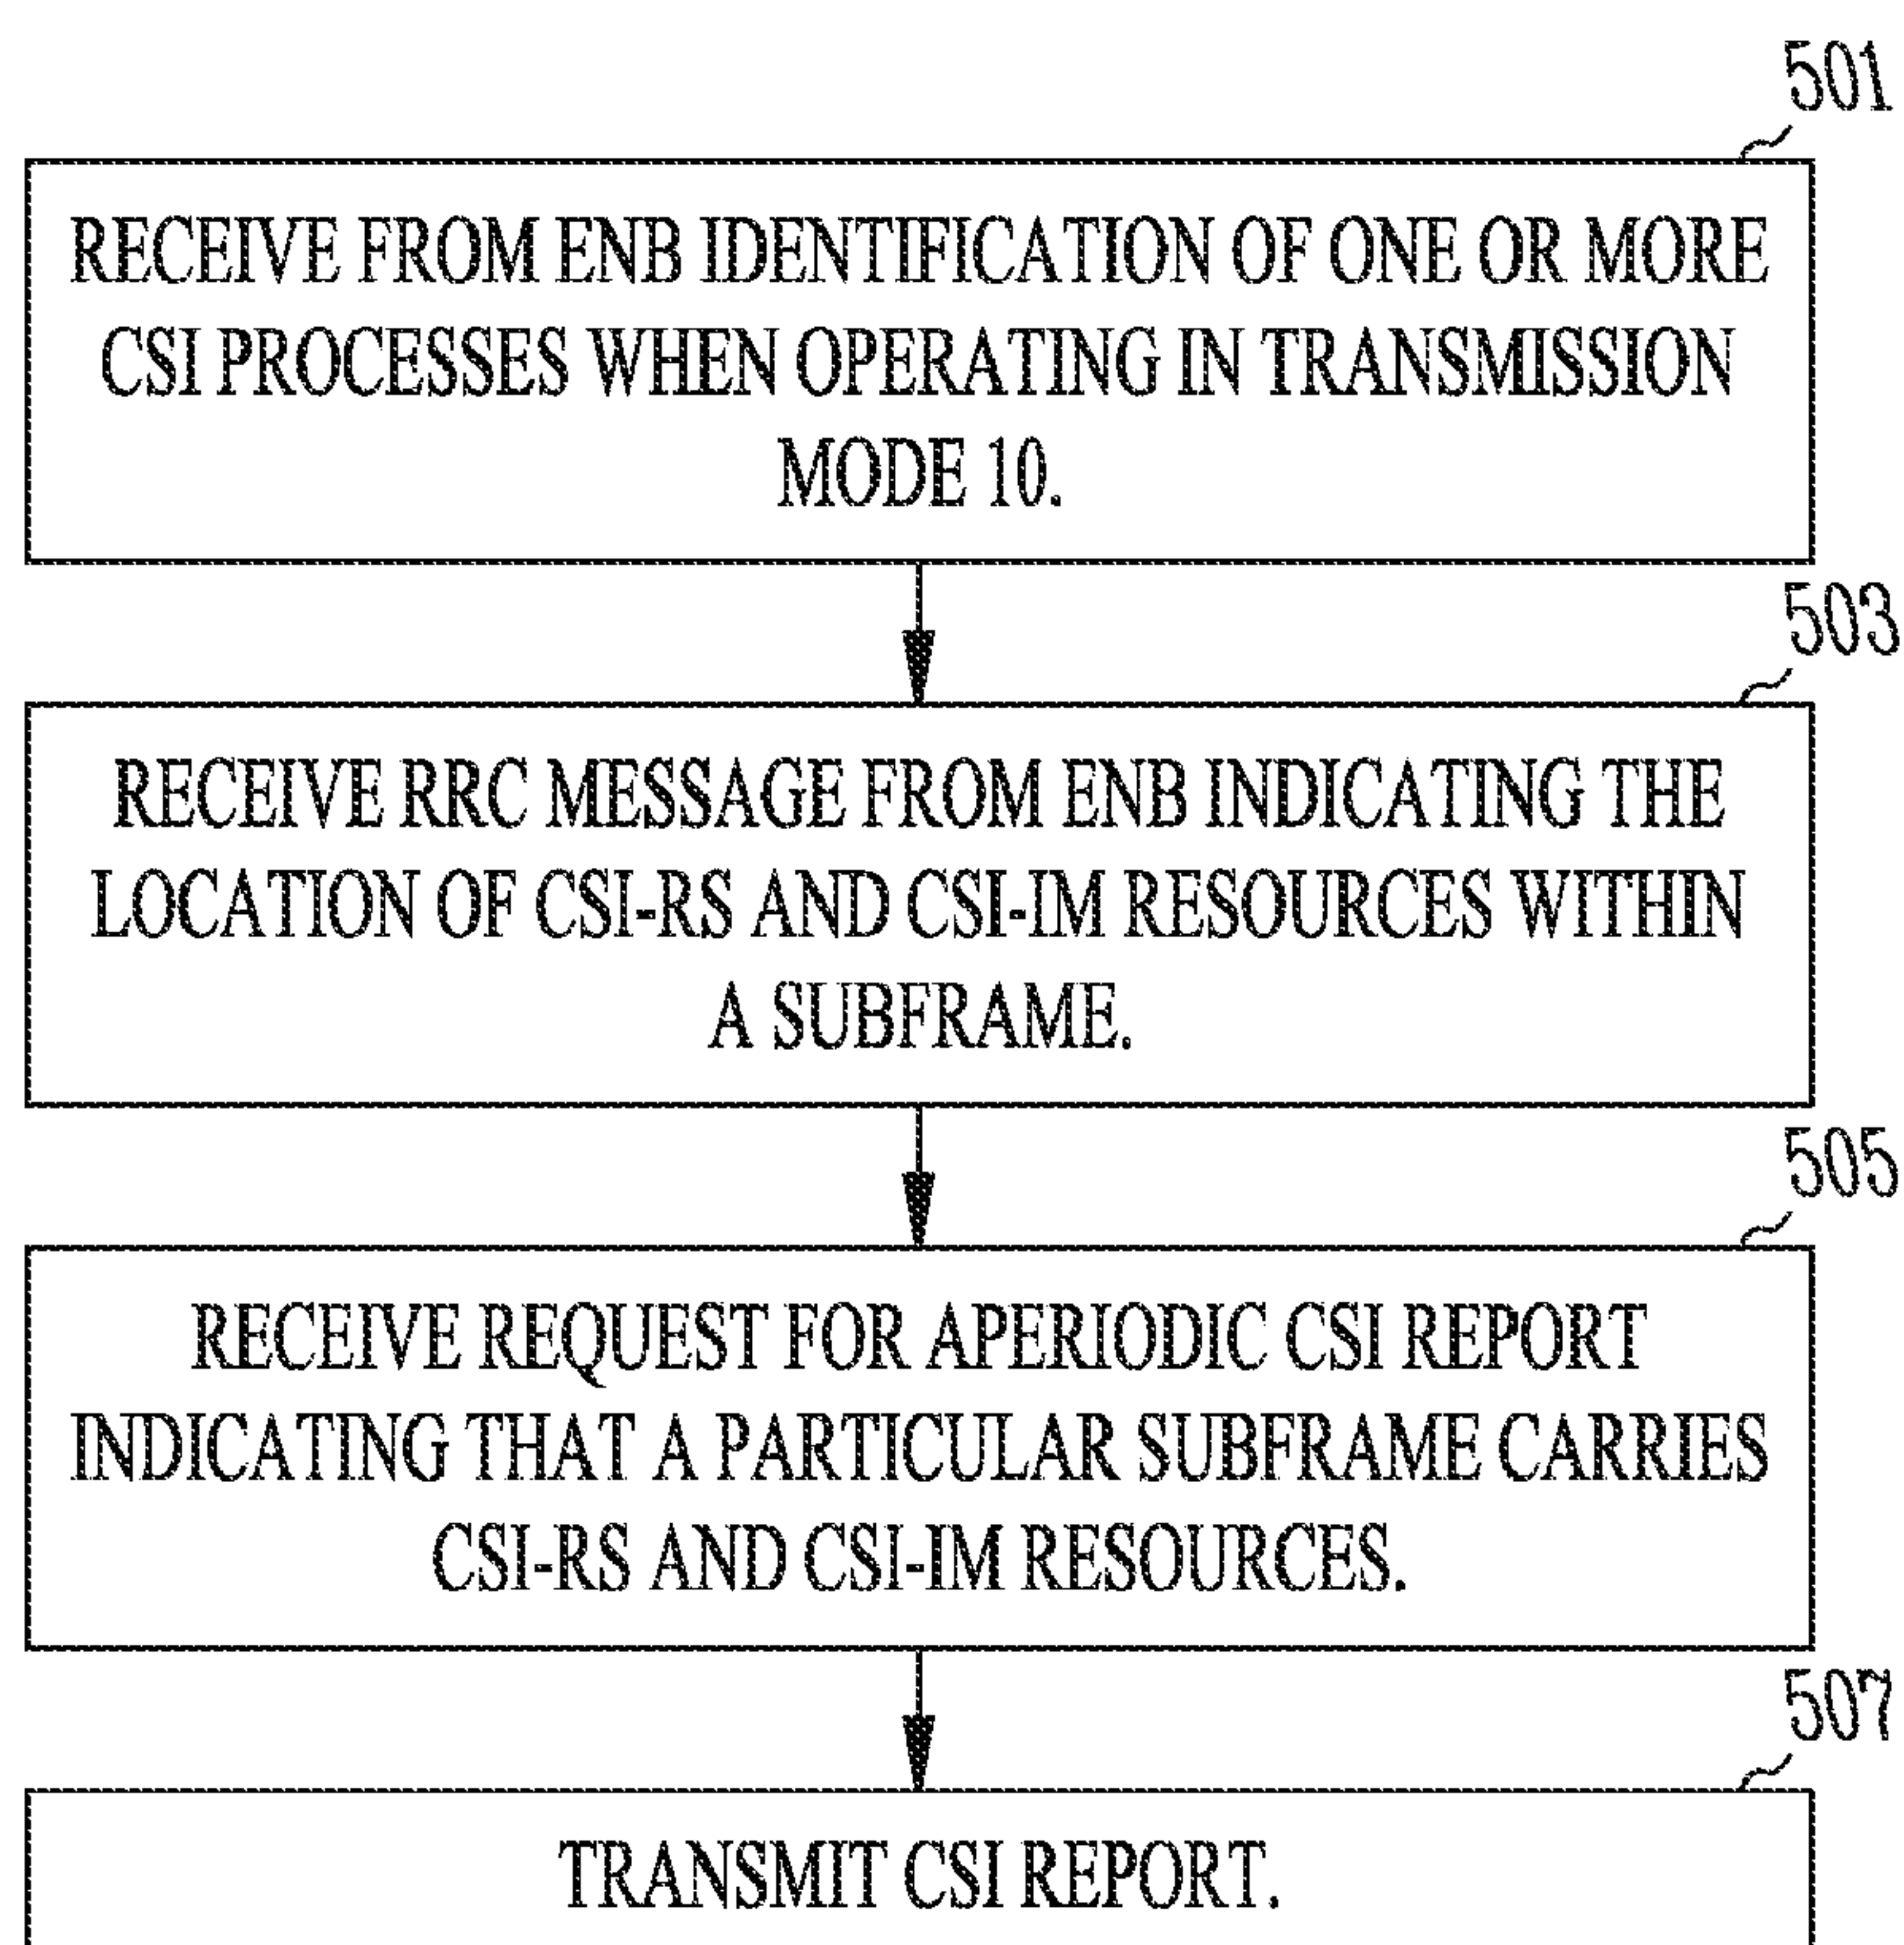 501
RECEIVE FROM ENB IDENTIFICATION OF ONE OR MORE
CSI PROCESSES WHEN OPERATING IN TRANSMISSION
MODE 10.
503
RECEIVE RRC MESSAGE FROM ENB INDICATING THE
LOCATION OF CSI-RS AND CSI-IM RESOURCES WITHIN
A SUBFRAME.
505
RECEIVE REQUEST FOR APERIODIC CSI REPORT
INDICATING THAT A PARTICULAR SUBFRAME CARRIES
CSI-RS AND CSI-IM RESOURCES.
507
TRANSMIT CSI REPORT.